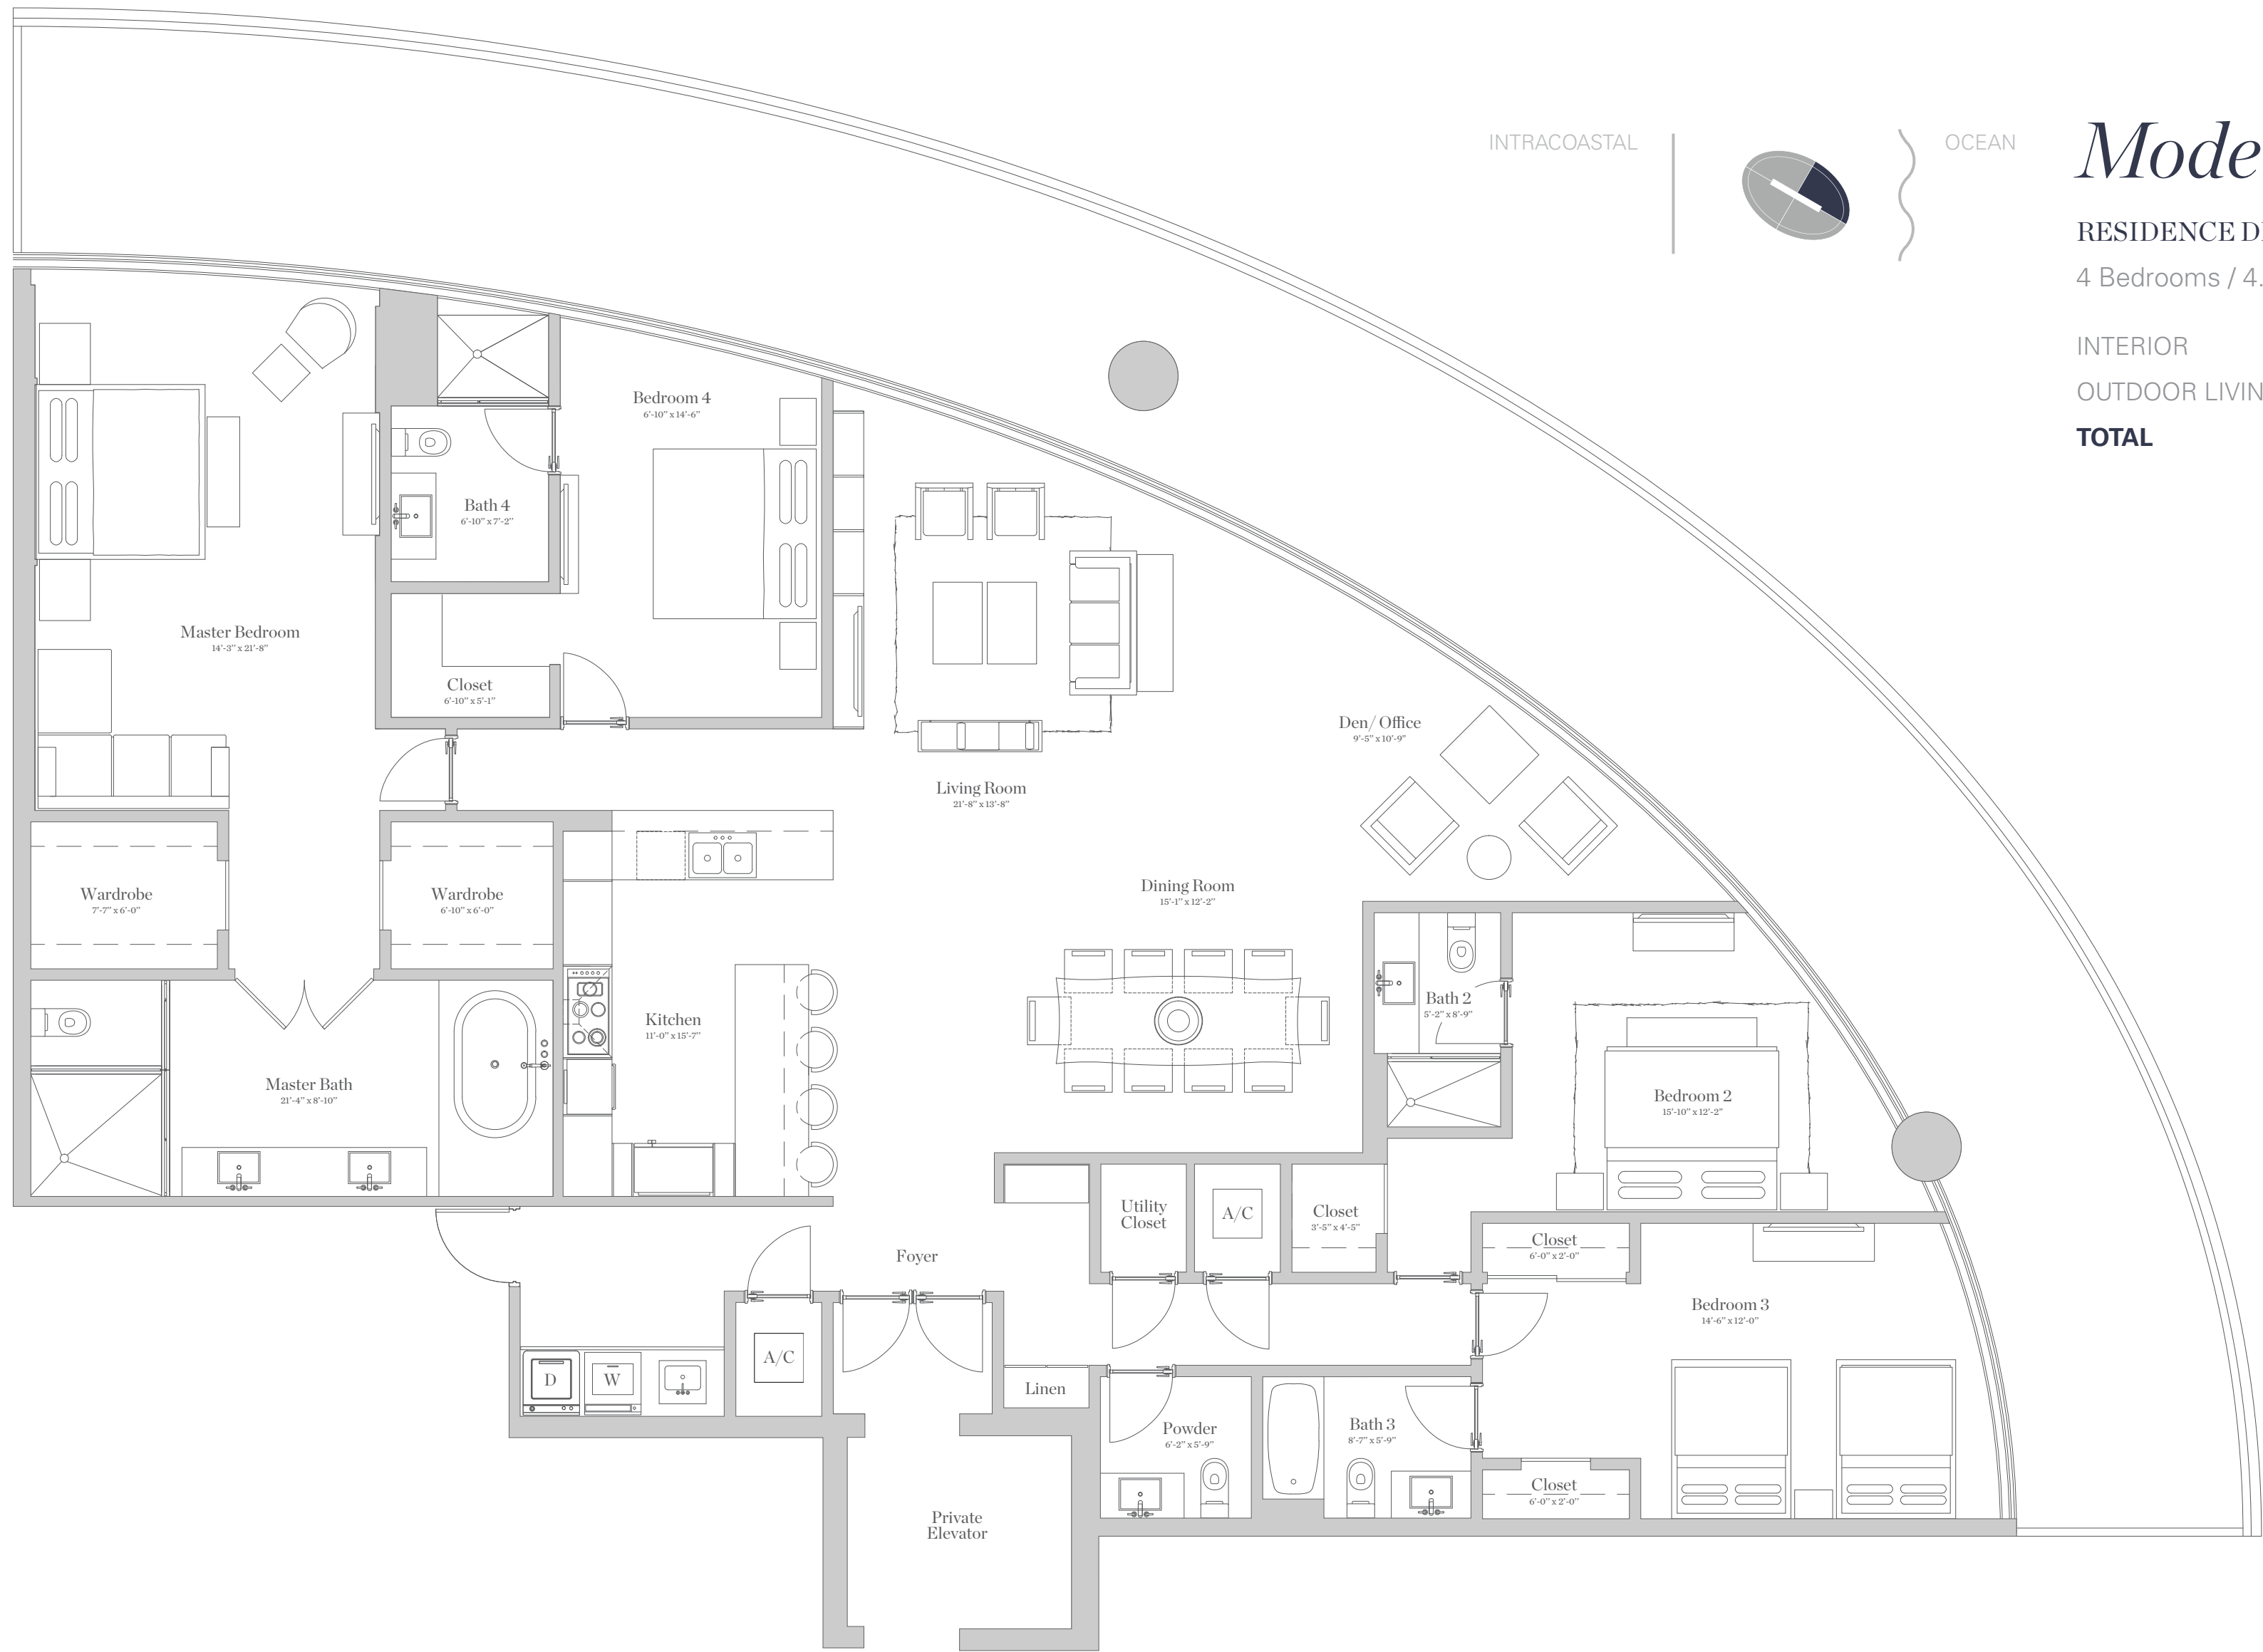 INTRACOASTAL
OCEAN
Mode
RESIDENCE D
4 Bedrooms / 4.
INTERIOR
OUTDOOR LIVIN
TOTAL
Bedroom 4
6'-10" x 14'-6"
Bath 4
6'-10" x 7'-2"
Master Bedroom
14'-3" x 21'-8"
Closet
6'-10" x 5'-1"
Den/ Office
9'-5" x 10'-9"
Living Room
21'-8" x 13'-8"
Wardrobe
7'-7" x 6'-0"
Wardrobe
6'-10" x 6'-0"
Dining Room
15'-1" x 12'-2"
Kitchen
11'-0" x 15'-7"
Bath 2
5'-2" x 8'-9"
Master Bath
21'-4" x 8'-10"
Bedroom 2
15'-10" x 12'-2"
Utility
Closet
A/C
Closet
3'-5" x 4'-5"
Foyer
Closet
6'-0" x 2'-0"
Bedroom 3
14'-6" x 12'-0"
D
W
A/C
Linen
Powder
6'-2" x 5'-9"
Bath 3
8'-7" x 5'-9"
Closet
6'-0" x 2'-0"
Private
Elevator